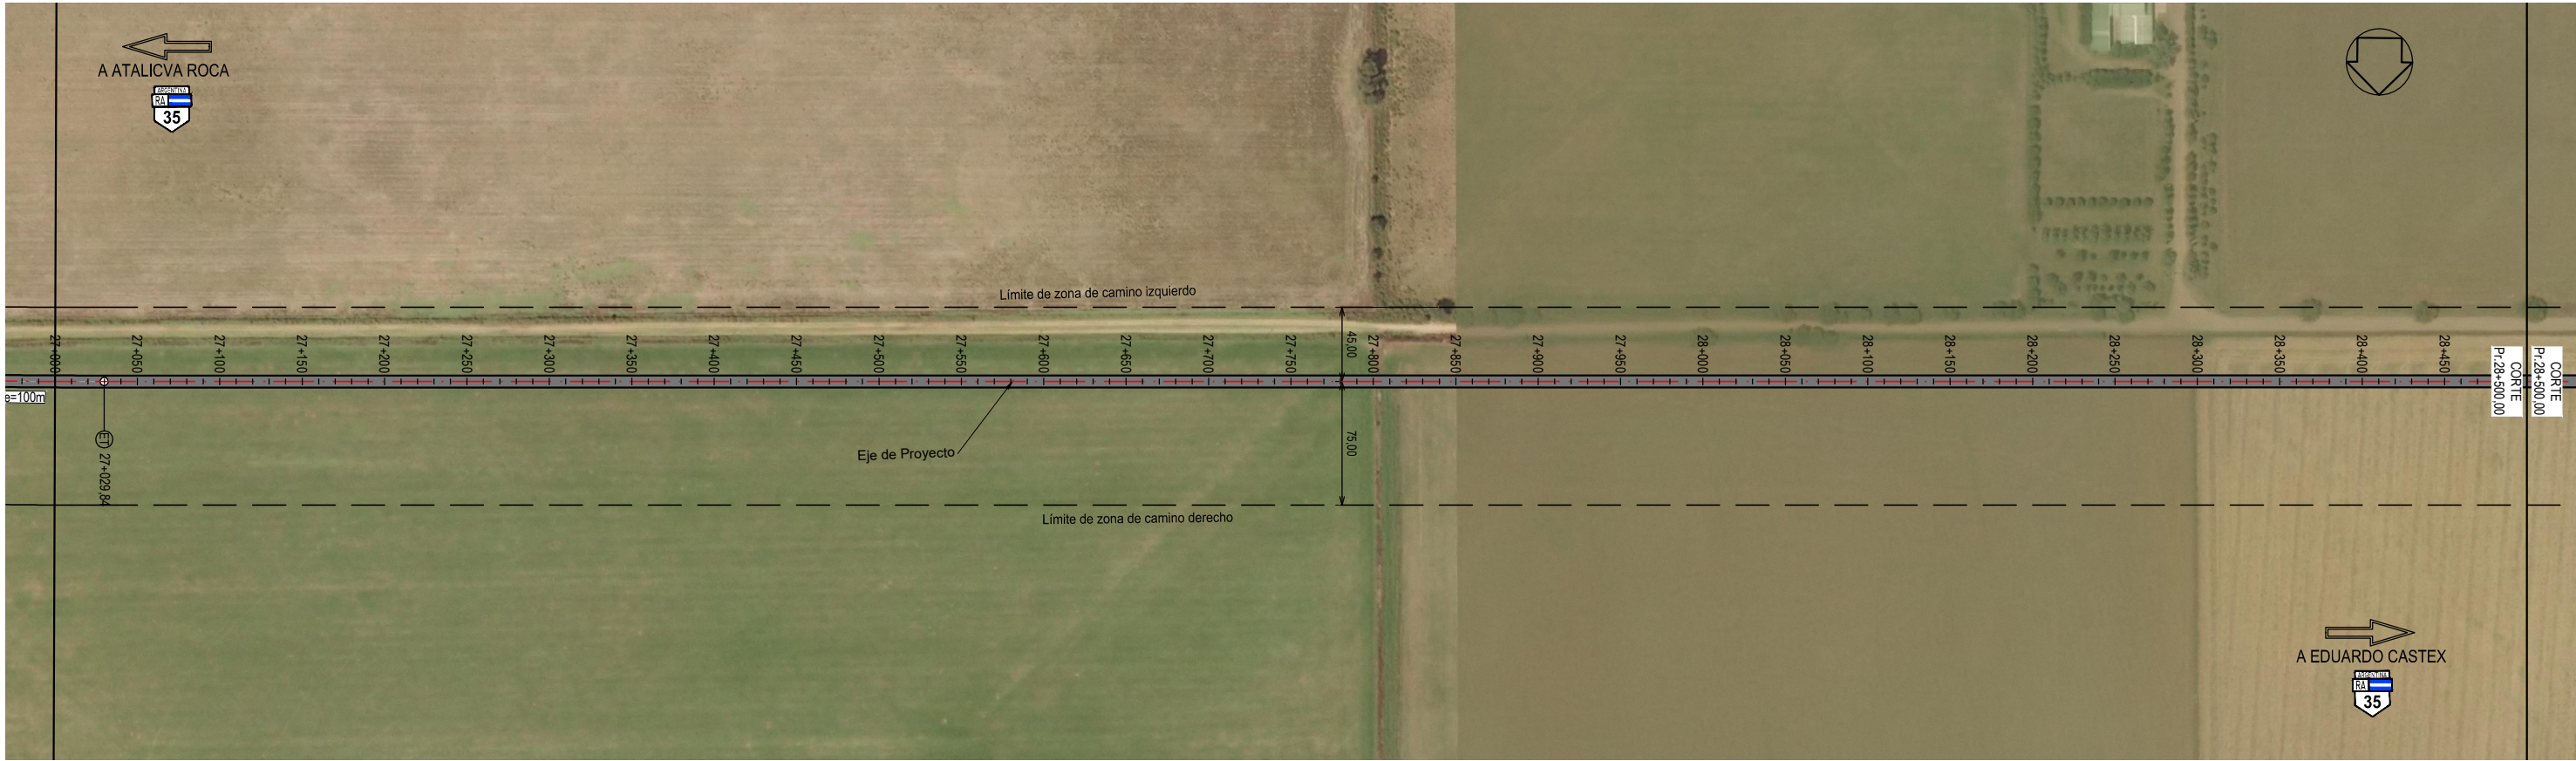 A ATALICVA ROCA
ARGENTINA
RA
35
Límite de zona de camino izquierdo
27+050
27+100
27+150
27+200
27+250
27+300
27+350
27+400
27+450
27+500
27+550
27+600
27+650
27+700
27+750
45,00
27+800
27+850
27+900
27+950
28+000
28+050
28+100
28+150
28+200
28+250
28+300
28+350
28+400
28+450
CORTE
Pr.28+500,00
CORTE
Pr.28+500,00
e=100m
ET 27+029,84
Eje de Proyecto
75,00
Límite de zona de camino derecho
A EDUARDO CASTEX
ARGENTINA
RA
35